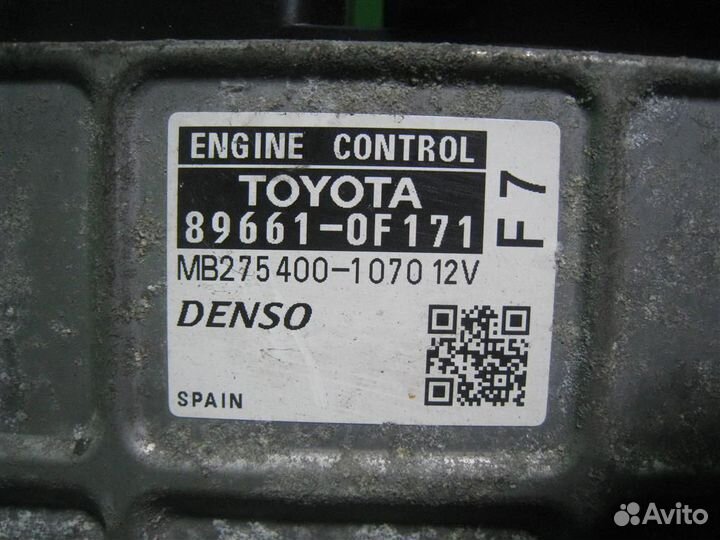 ENGINE CONTROL
TOYOTA
89661-0F171
F7
MB275400-1070 12V
DENSO
SPAIN
Avito